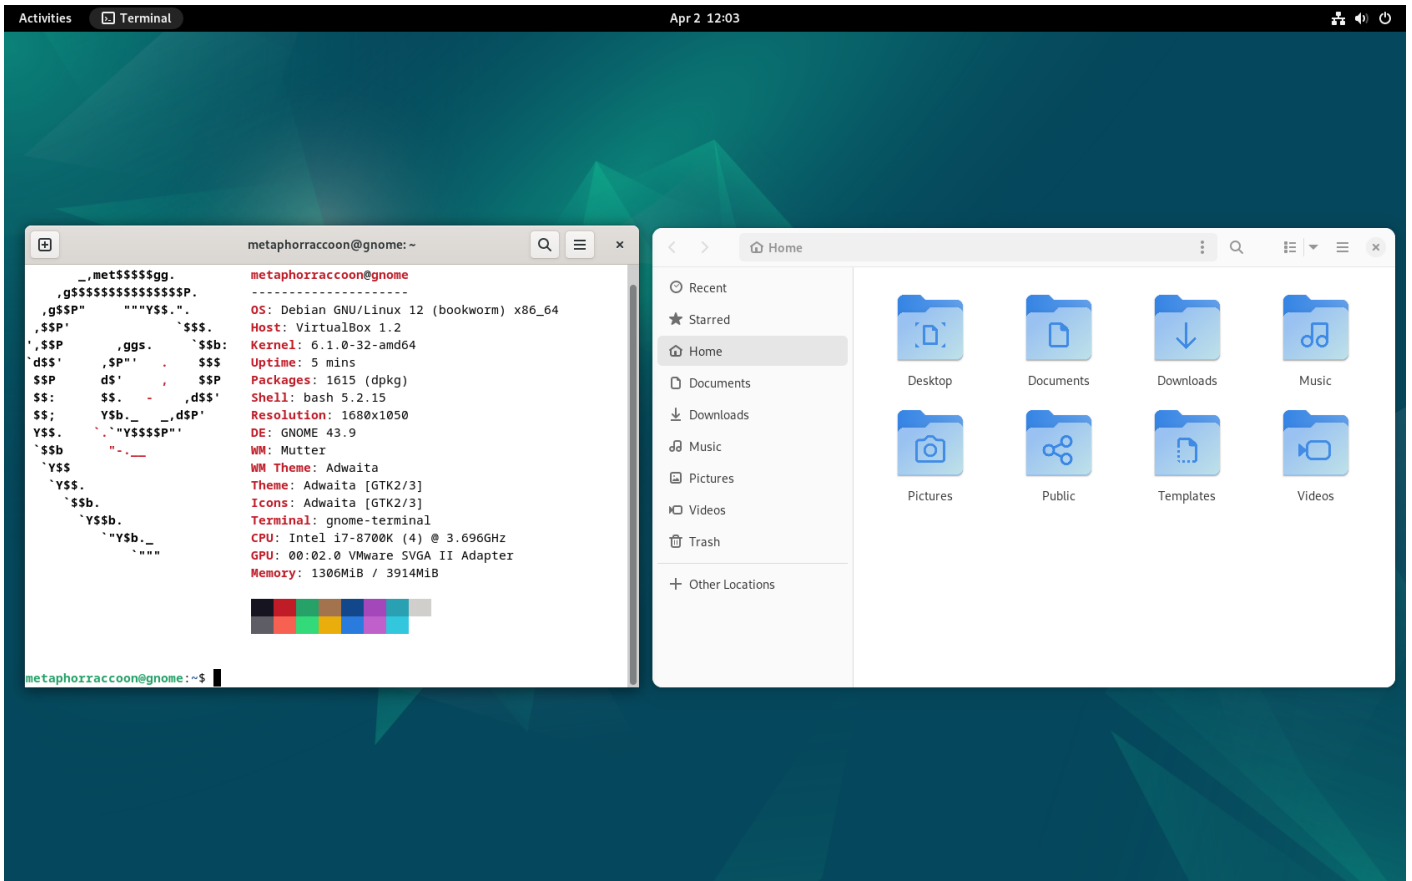 Activities
Terminal
Apr 2 12:03
metaphorraccoon@gnome: ~
       _,met$$$$$gg.
    ,g$$$$$$$$$$$$$$$P.
  ,g$$P"     """Y$$.".
 ,$$P'              `$$$.
',$$P       ,ggs.     `$$b:
`d$$'     ,$P"'   .    $$$
 $$P      d$'     ,    $$P
 $$:      $$.   -    ,d$$'
 $$;      Y$b._   _,d$P'
 Y$$.    `.`"Y$$$$P"'
 `$$b      "-.__
  `Y$$
   `Y$$.
     `$$b.
       `Y$$b.
          `"Y$b._
              `"""
metaphorraccoon@gnome
---------------------
OS: Debian GNU/Linux 12 (bookworm) x86_64
Host: VirtualBox 1.2
Kernel: 6.1.0-32-amd64
Uptime: 5 mins
Packages: 1615 (dpkg)
Shell: bash 5.2.15
Resolution: 1680x1050
DE: GNOME 43.9
WM: Mutter
WM Theme: Adwaita
Theme: Adwaita [GTK2/3]
Icons: Adwaita [GTK2/3]
Terminal: gnome-terminal
CPU: Intel i7-8700K (4) @ 3.696GHz
GPU: 00:02.0 VMware SVGA II Adapter
Memory: 1306MiB / 3914MiB
metaphorraccoon@gnome:~$
Home
Recent
Starred
Home
Documents
Downloads
Music
Pictures
Videos
Trash
Other Locations
Desktop
Documents
Downloads
Music
Pictures
Public
Templates
Videos